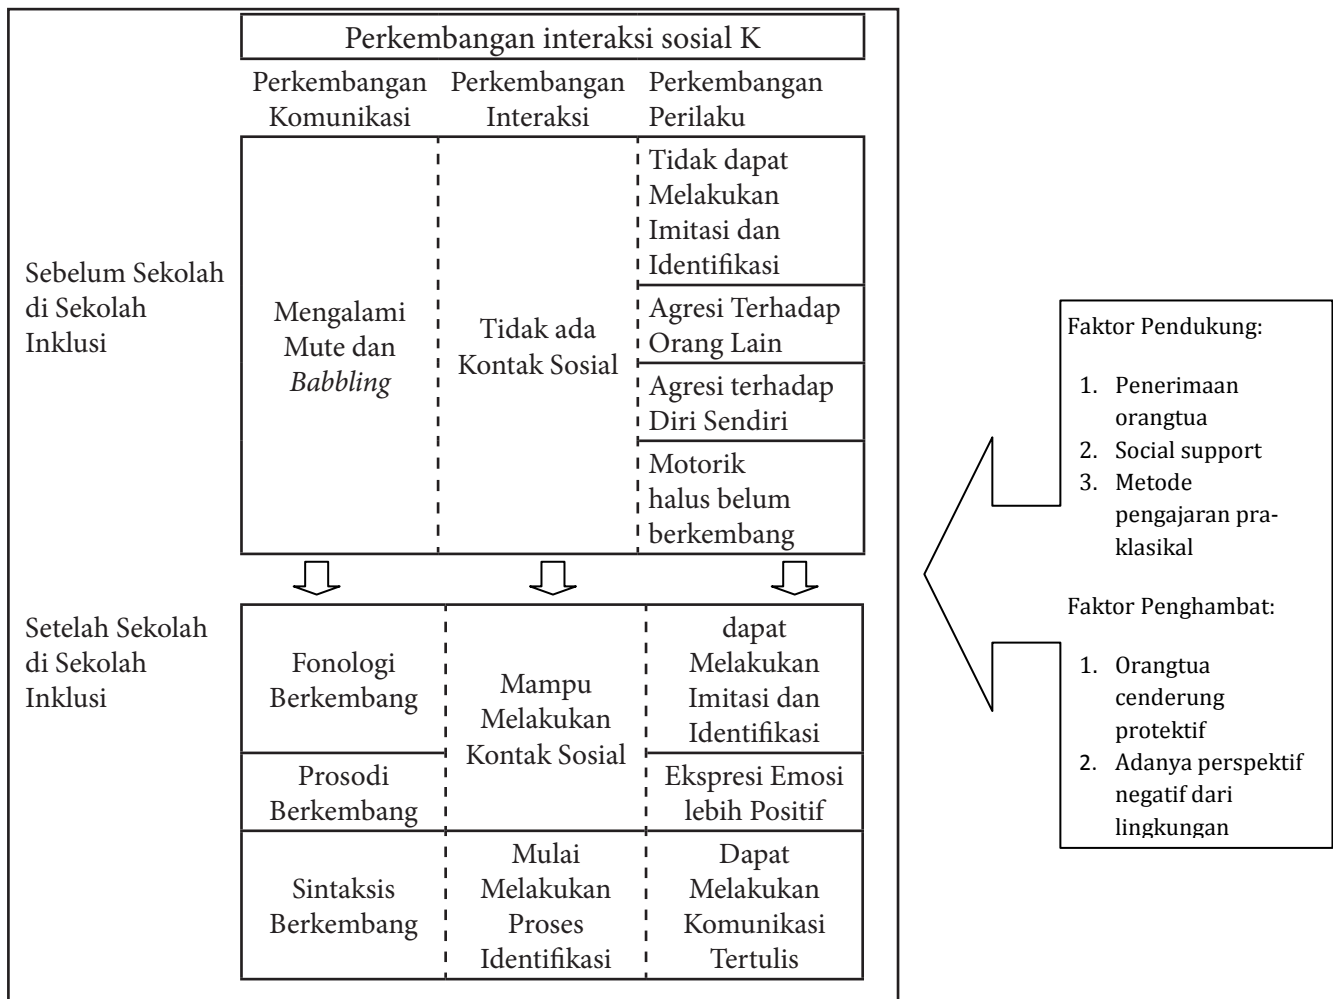 Perkembangan interaksi sosial K
Perkembangan
Komunikasi
Perkembangan
Interaksi
Perkembangan
Perilaku
Sebelum Sekolah
di Sekolah
Inklusi
Mengalami
Mute dan
Babbling
Tidak ada
Kontak Sosial
Tidak dapat
Melakukan
Imitasi dan
Identifikasi
Agresi Terhadap
Orang Lain
Agresi terhadap
Diri Sendiri
Motorik
halus belum
berkembang
Setelah Sekolah
di Sekolah
Inklusi
Fonologi
Berkembang
Prosodi
Berkembang
Sintaksis
Berkembang
Mampu
Melakukan
Kontak Sosial
Mulai
Melakukan
Proses
Identifikasi
dapat
Melakukan
Imitasi dan
Identifikasi
Ekspresi Emosi
lebih Positif
Dapat
Melakukan
Komunikasi
Tertulis
Faktor Pendukung:
1. Penerimaan
orangtua
2. Social support
3. Metode
pengajaran pra-
klasikal
Faktor Penghambat:
1. Orangtua
cenderung
protektif
2. Adanya perspektif
negatif dari
lingkungan